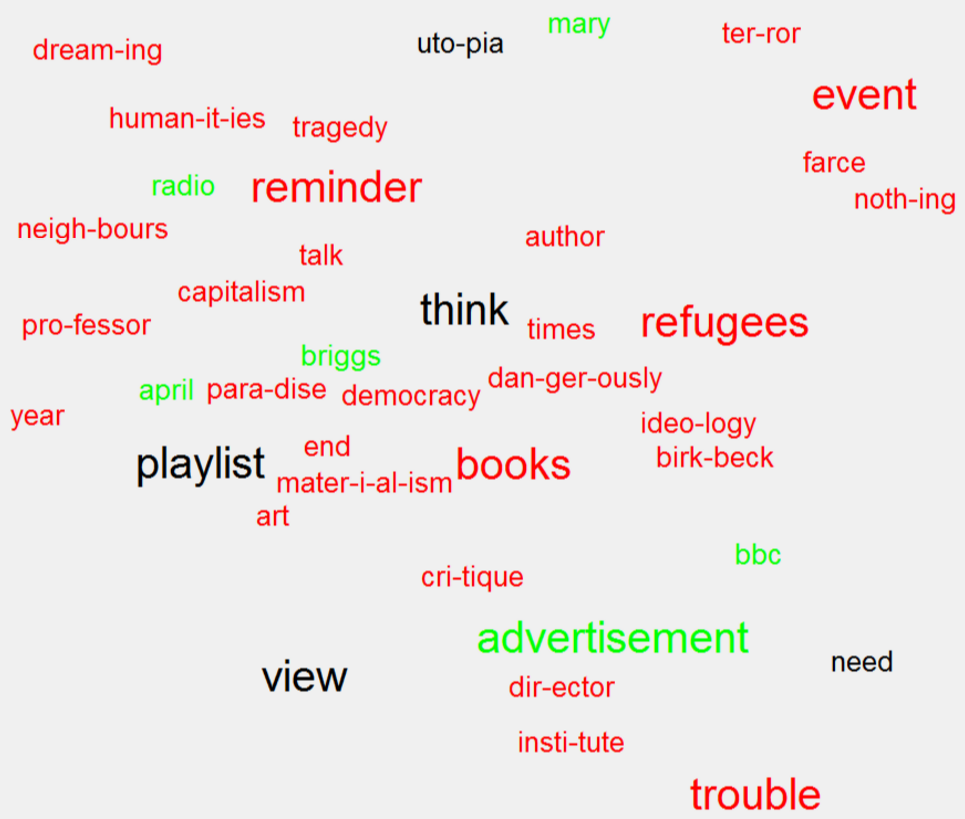 mary
ter-ror
uto-pia
dream-ing
event
human-it-ies
tragedy
farce
radio
reminder
noth-ing
neigh-bours
author
talk
capitalism
think
refugees
pro-fessor
times
briggs
dan-ger-ously
april
para-dise
democracy
year
ideo-logy
end
birk-beck
playlist
books
mater-i-al-ism
art
bbc
cri-tique
advertisement
need
view
dir-ector
insti-tute
trouble